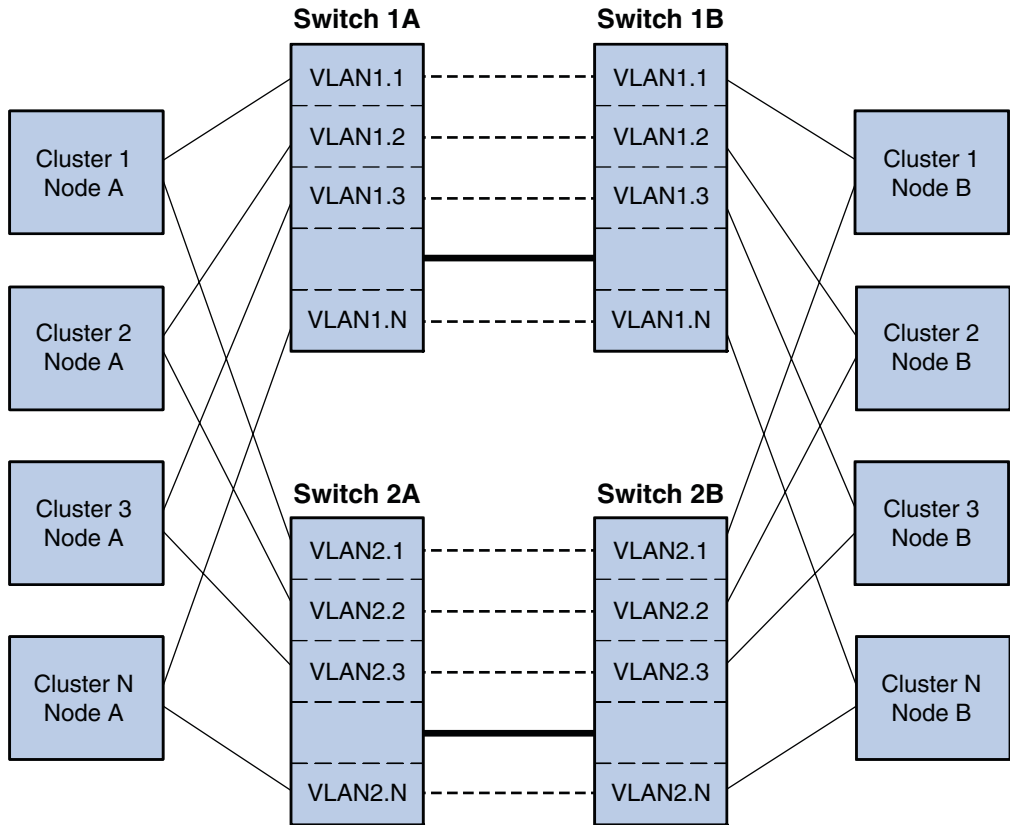 Switch 1A
Switch 1B
VLAN1.1
VLAN1.1
Cluster 1
Node A
VLAN1.2
VLAN1.2
Cluster 1
Node B
VLAN1.3
VLAN1.3
Cluster 2
Node A
VLAN1.N
VLAN1.N
Cluster 2
Node B
Cluster 3
Node A
Switch 2A
Switch 2B
Cluster 3
Node B
VLAN2.1
VLAN2.1
VLAN2.2
VLAN2.2
Cluster N
Node A
VLAN2.3
VLAN2.3
Cluster N
Node B
VLAN2.N
VLAN2.N